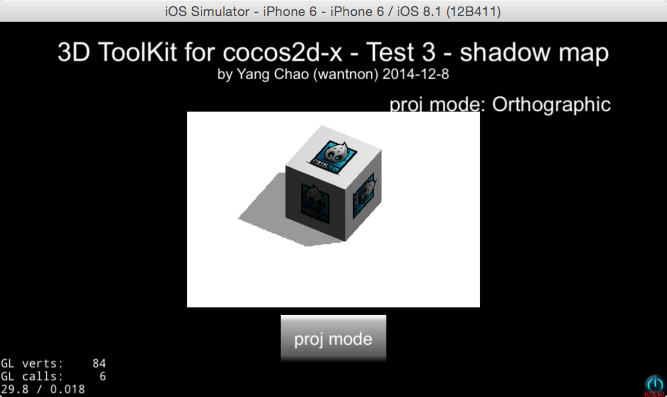 iOS Simulator - iPhone 6 - iPhone 6 / iOS 8.1 (12B411)
3D ToolKit for cocos2d-x - Test 3 - shadow map
by Yang Chao (wantnon) 2014-12-8
proj mode: Orthographic
proj mode
GL verts: 84
GL calls: 6
29.8 / 0.018